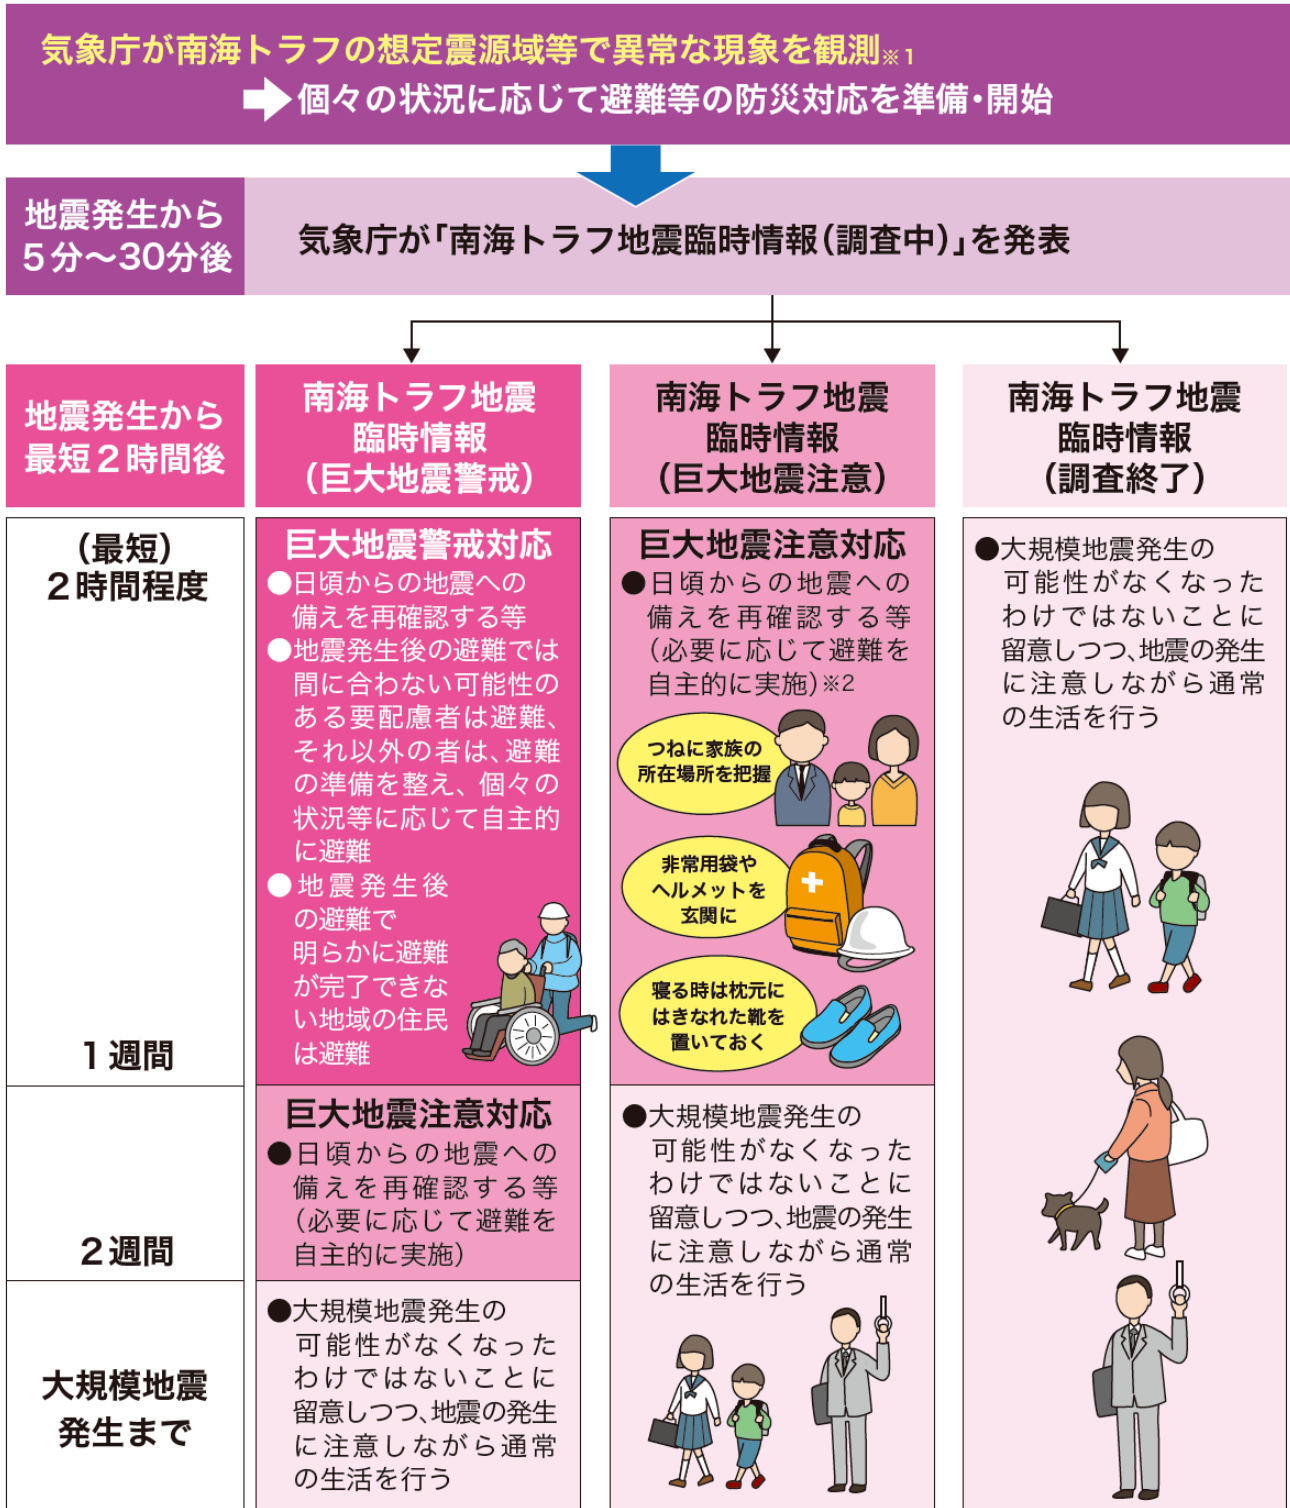 気象庁が南海トラフの想定震源域等で異常な現象を観測※1
個々の状況に応じて避難等の防災対応を準備・開始
地震発生から
5分〜30分後
気象庁が「南海トラフ地震臨時情報(調査中)」を発表
地震発生から
最短2時間後
南海トラフ地震
臨時情報
(巨大地震警戒)
南海トラフ地震
臨時情報
(巨大地震注意)
南海トラフ地震
臨時情報
(調査終了)
(最短)
2時間程度
1週間
2週間
大規模地震
発生まで
巨大地震警戒対応
●日頃からの地震への
備えを再確認する等
●地震発生後の避難では
間に合わない可能性の
ある要配慮者は避難、
それ以外の者は、避難
の準備を整え、個々の
状況等に応じて自主的
に避難
●地震発生後
の避難で
明らかに避難
が完了できな
い地域の住民
は避難
巨大地震注意対応
●日頃からの地震への
備えを再確認する等
(必要に応じて避難を
自主的に実施)
●大規模地震発生の
可能性がなくなった
わけではないことに
留意しつつ、地震の発生
に注意しながら通常
の生活を行う
巨大地震注意対応
●日頃からの地震への
備えを再確認する等
(必要に応じて避難を
自主的に実施)※2
つねに家族の
所在場所を把握
非常用袋や
ヘルメットを
玄関に
寝る時は枕元に
はきなれた靴を
置いておく
●大規模地震発生の
可能性がなくなった
わけではないことに
留意しつつ、地震の発生
に注意しながら通常
の生活を行う
●大規模地震発生の
可能性がなくなった
わけではないことに
留意しつつ、地震の発生
に注意しながら通常
の生活を行う